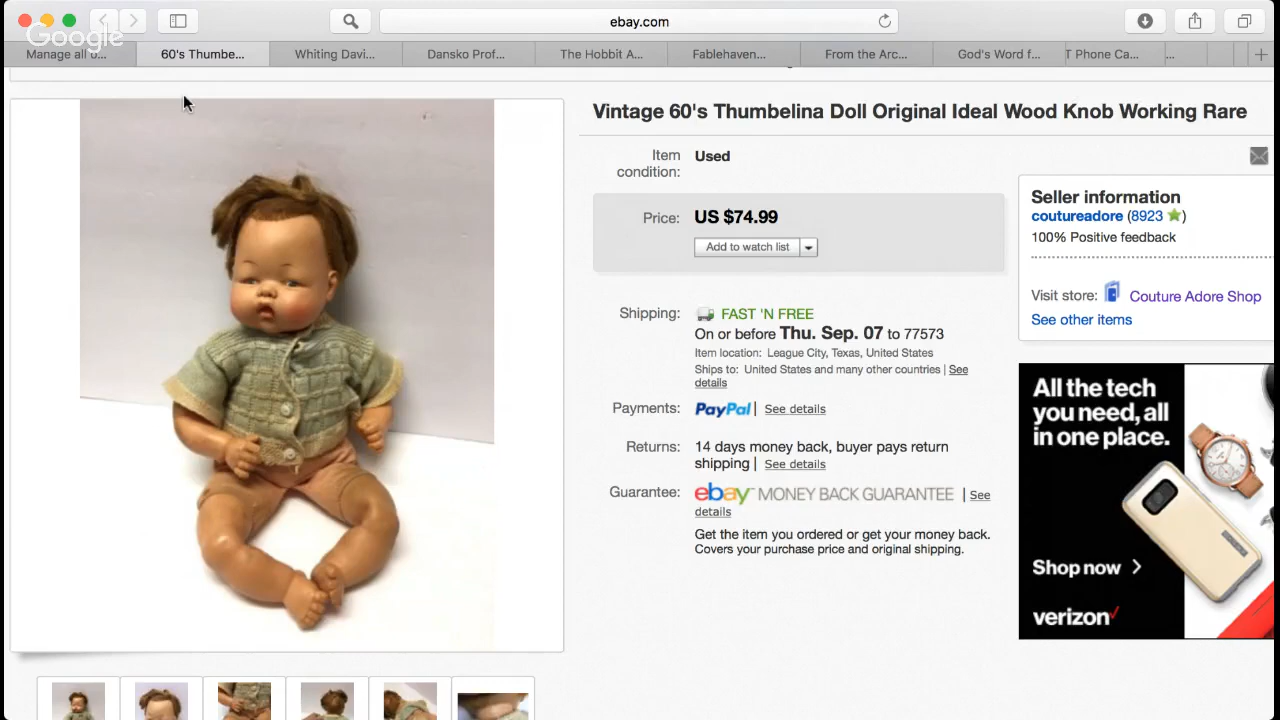 ebay.com
Google
Manage all o...
60's Thumbe...
Whiting Davi...
Dansko Prof...
The Hobbit A...
Fablehaven...
From the Arc...
God's Word f...
T Phone Ca...
...
Vintage 60's Thumbelina Doll Original Ideal Wood Knob Working Rare
Item condition:
Used
Price:
US $74.99
Add to watch list
Shipping:
FAST 'N FREE
On or before Thu. Sep. 07 to 77573
Item location: League City, Texas, United States
Ships to: United States and many other countries | See
details
Payments:
PayPal | See details
Returns:
14 days money back, buyer pays return
shipping | See details
Guarantee:
ebay MONEY BACK GUARANTEE | See
details
Get the item you ordered or get your money back.
Covers your purchase price and original shipping.
Seller information
coutureadore (8923 )
100% Positive feedback
Visit store: Couture Adore Shop
See other items
All the tech
you need, all
in one place.
Shop now
verizon